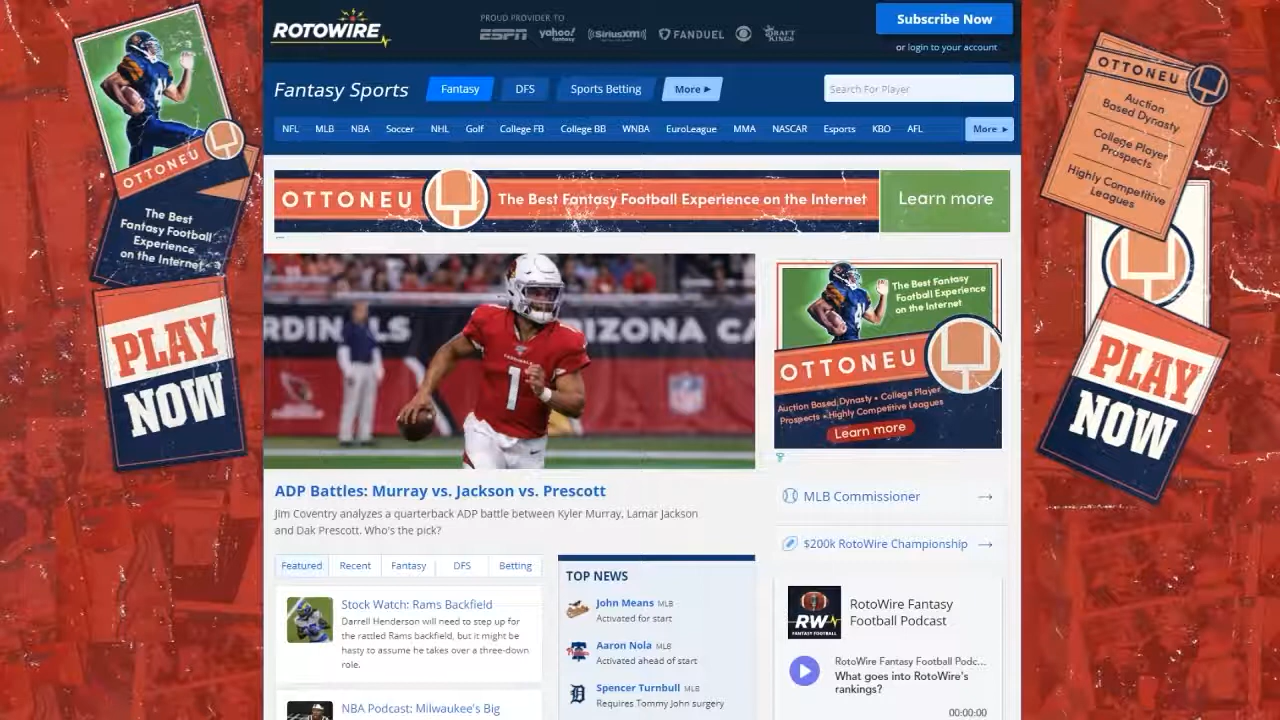 ROTOWIRE
PROUD PROVIDER TO
ESPN yahoo! fantasy ((SiriusXM)) FANDUEL DRAFT KINGS
Subscribe Now
or login to your account
Fantasy Sports
Fantasy
DFS
Sports Betting
More ▸
Search For Player
NFL MLB NBA Soccer NHL Golf College FB College BB WNBA EuroLeague MMA NASCAR Esports KBO AFL
More ▸
OTTONEU
The Best
Fantasy Football
Experience
on the Internet
PLAY
NOW
OTTONEU
The Best Fantasy Football Experience on the Internet
Learn more
OTTONEU
Auction
Based Dynasty
College Player
Prospects
Highly Competitive
Leagues
PLAY
NOW
RDINALS
RIZONA CA
CARDINALS
1
NFL
The Best Fantasy
Football Experience
on the Internet
OTTONEU
Auction Based Dynasty • College Player
Prospects • Highly Competitive Leagues
Learn more
ADP Battles: Murray vs. Jackson vs. Prescott
Jim Coventry analyzes a quarterback ADP battle between Kyler Murray, Lamar Jackson
and Dak Prescott. Who's the pick?
MLB Commissioner →
$200k RotoWire Championship →
Featured Recent Fantasy DFS Betting
Stock Watch: Rams Backfield
Darrell Henderson will need to step up for
the rattled Rams backfield, but it might be
hasty to assume he takes over a three-down
role.
NBA Podcast: Milwaukee's Big
TOP NEWS
John Means MLB
Activated for start
Aaron Nola MLB
Activated ahead of start
Spencer Turnbull MLB
Requires Tommy John surgery
RW
FANTASY FOOTBALL
RotoWire Fantasy
Football Podcast
RotoWire Fantasy Football Podc...
What goes into RotoWire's
rankings?
00:00:00